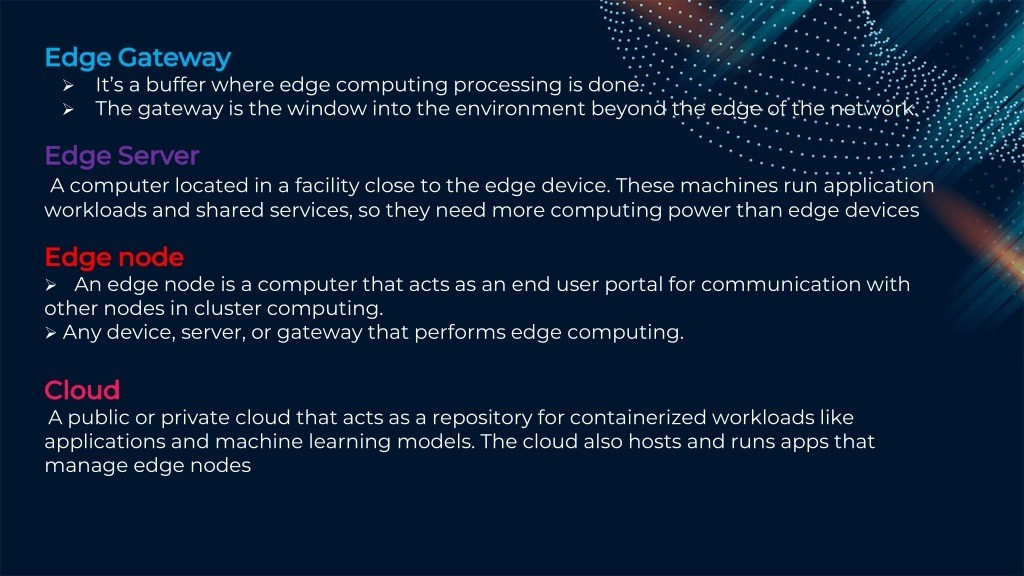 Edge Gateway
➢ It’s a buffer where edge computing processing is done.
➢ The gateway is the window into the environment beyond the edge of the network.
Edge Server
A computer located in a facility close to the edge device. These machines run application
workloads and shared services, so they need more computing power than edge devices
Edge node
➢ An edge node is a computer that acts as an end user portal for communication with
other nodes in cluster computing.
➢ Any device, server, or gateway that performs edge computing.
Cloud
A public or private cloud that acts as a repository for containerized workloads like
applications and machine learning models. The cloud also hosts and runs apps that
manage edge nodes